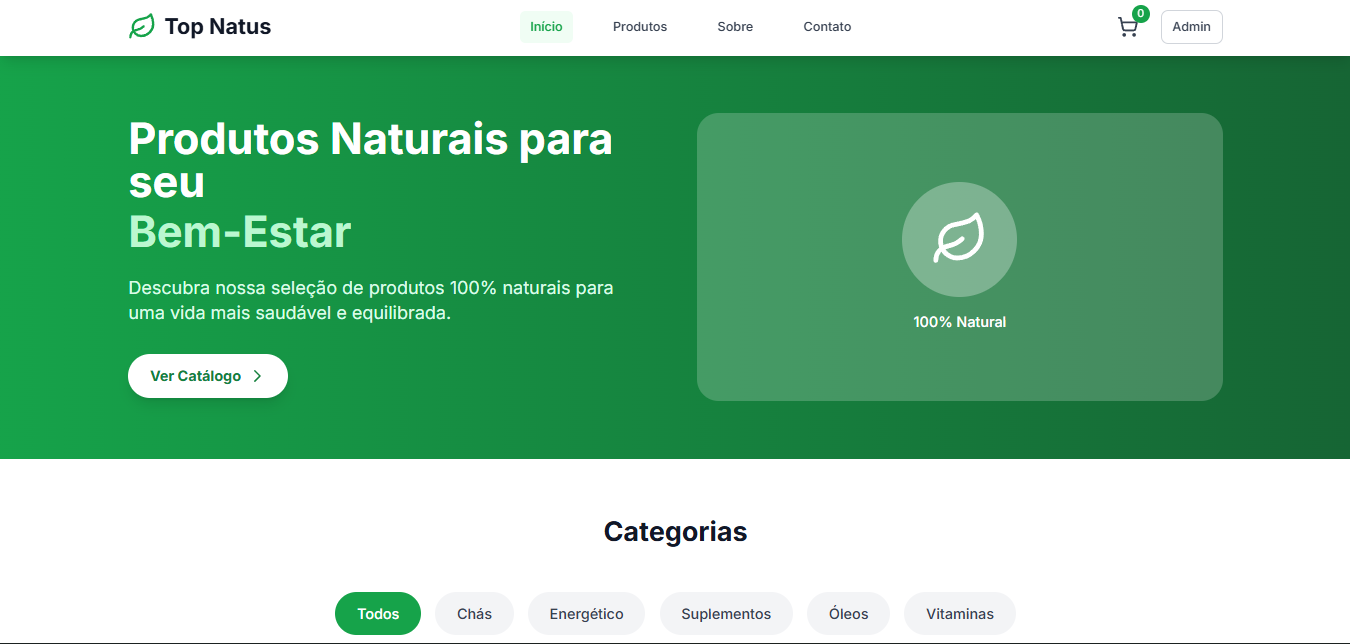 Top Natus
Início
Produtos
Sobre
Contato
0
Admin
Produtos Naturais para
seu
Bem-Estar
Descubra nossa seleção de produtos 100% naturais para
uma vida mais saudável e equilibrada.
Ver Catálogo
100% Natural
Categorias
Todos
Chás
Energético
Suplementos
Óleos
Vitaminas